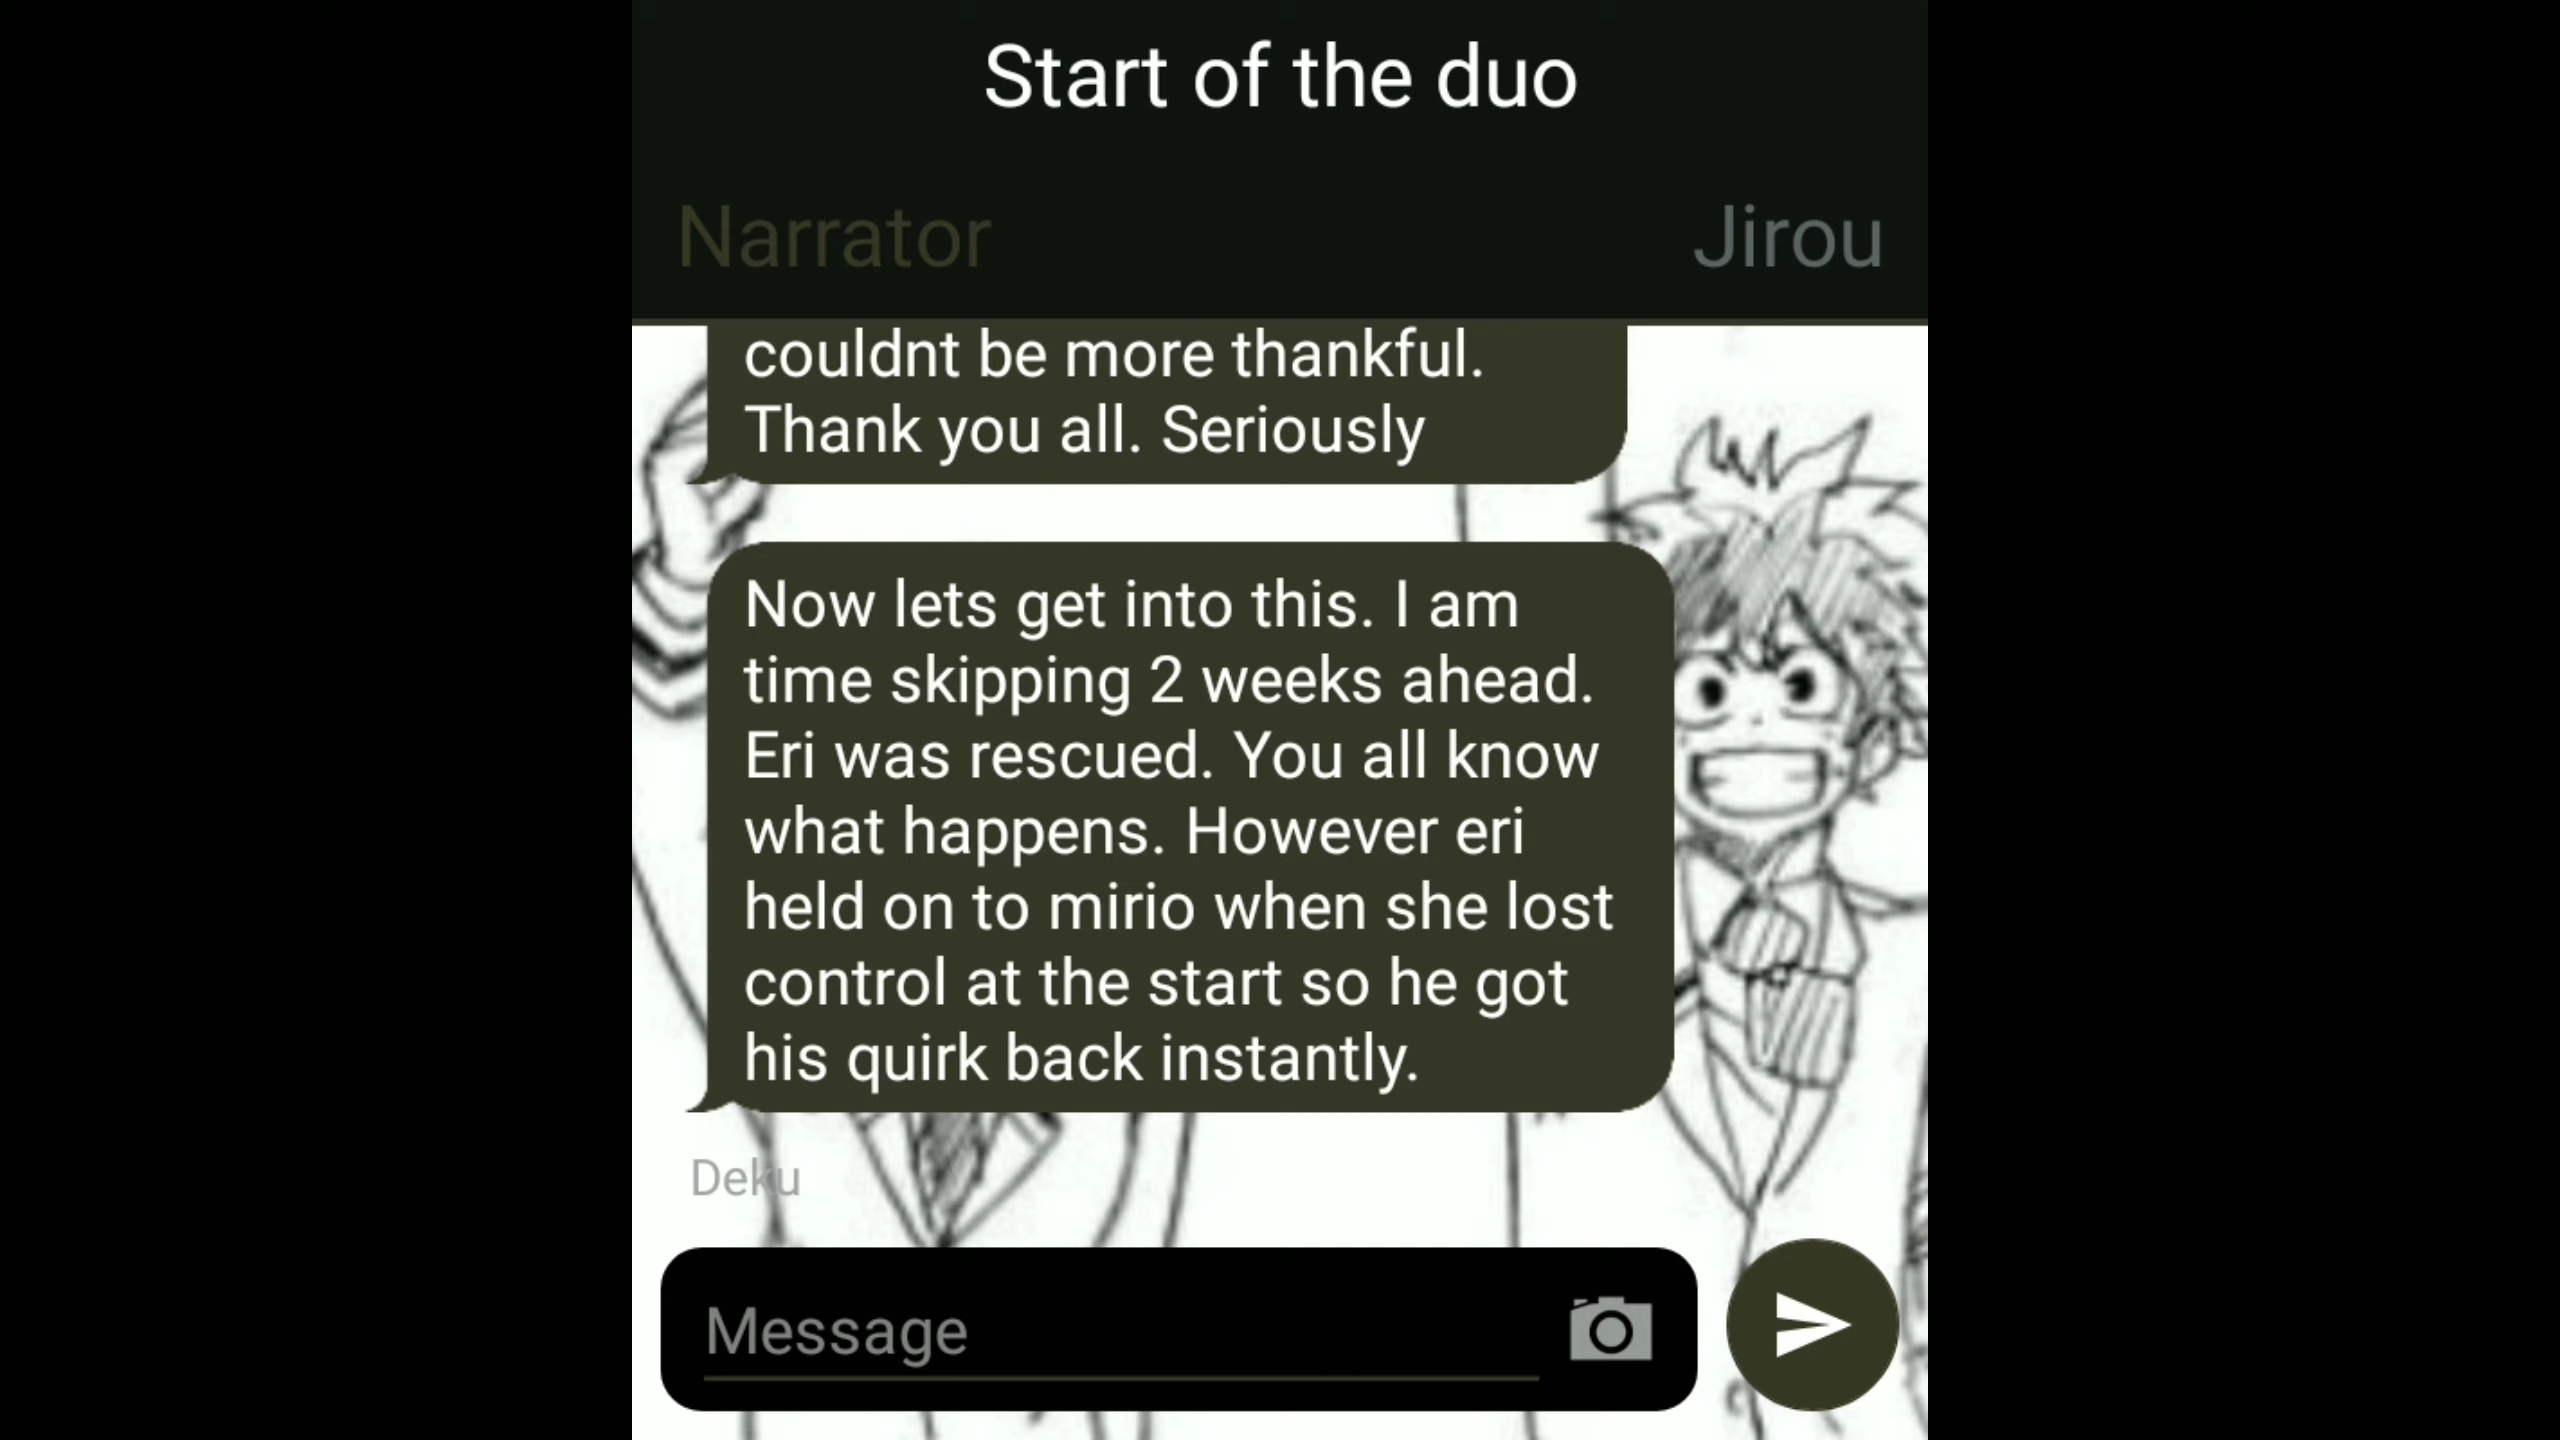 Start of the duo
Narrator
Jirou
couldnt be more thankful.
Thank you all. Seriously
Now lets get into this. I am
time skipping 2 weeks ahead.
Eri was rescued. You all know
what happens. However eri
held on to mirio when she lost
control at the start so he got
his quirk back instantly.
Deku
Message